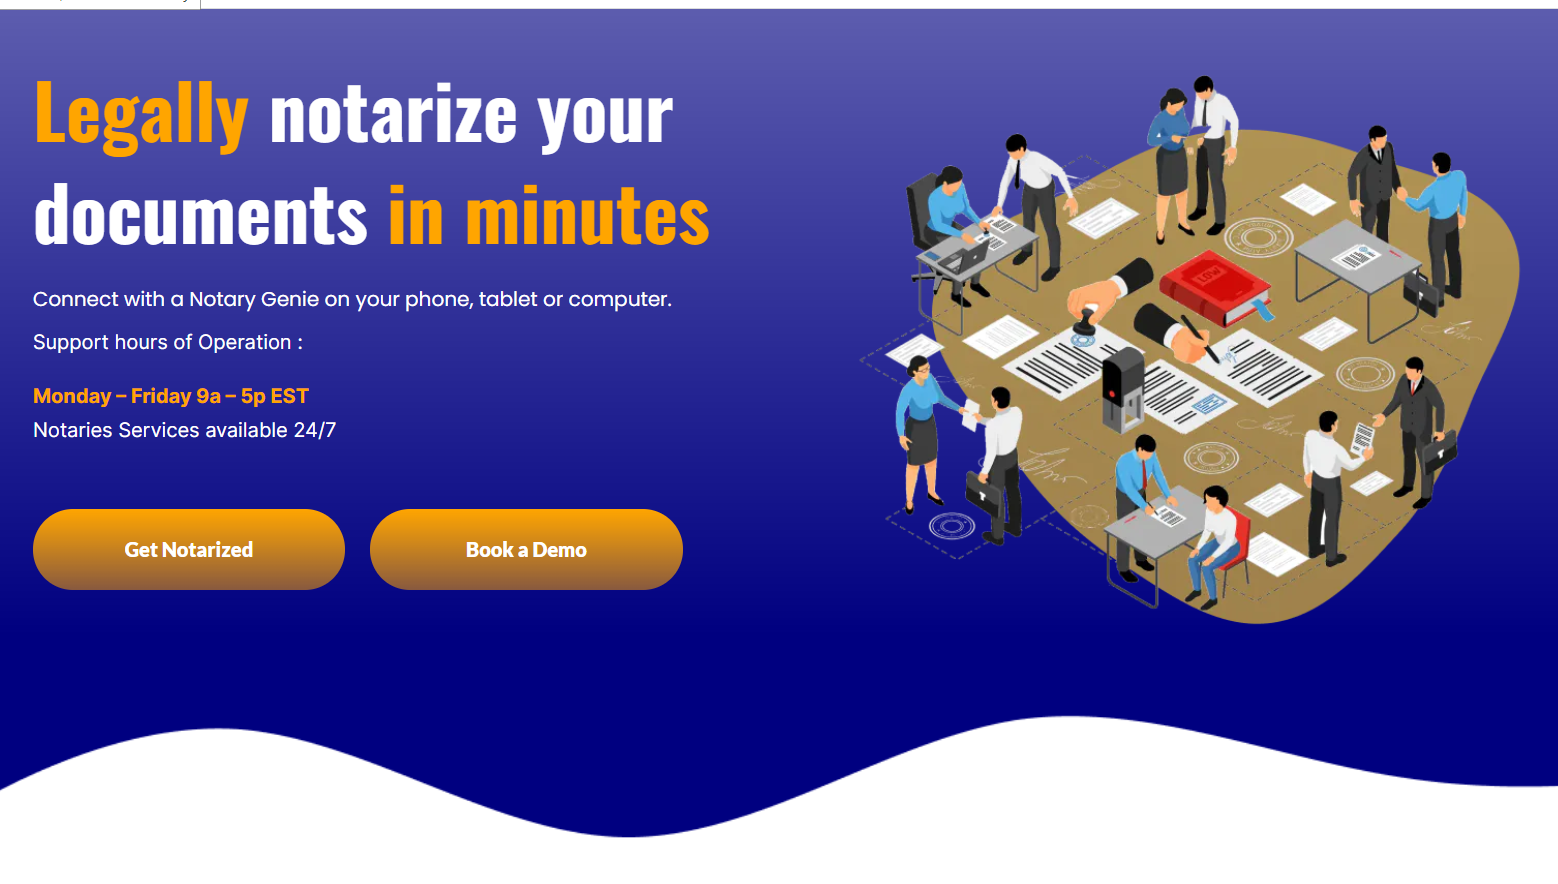 Legally notarize your
documents in minutes
Connect with a Notary Genie on your phone, tablet or computer.
Support hours of Operation :
Monday – Friday 9a – 5p EST
Notaries Services available 24/7
Get Notarized
Book a Demo
LOW